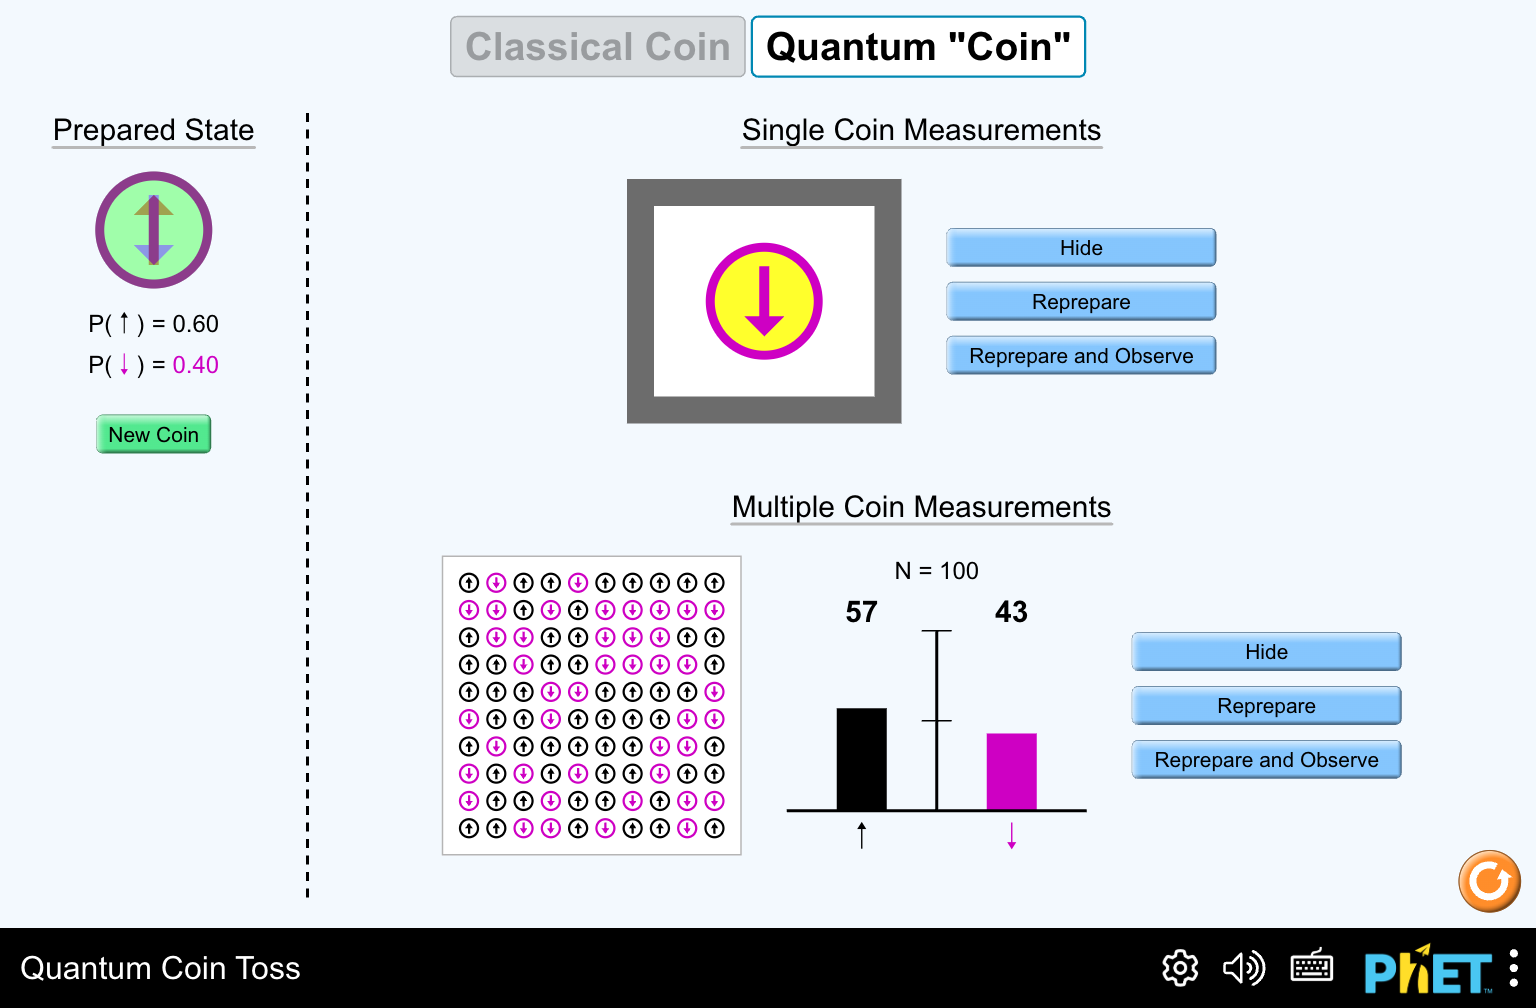 Classical Coin
Quantum "Coin"
Prepared State
P(↑) = 0.60
P(↓) = 0.40
New Coin
Single Coin Measurements
Hide
Reprepare
Reprepare and Observe
Multiple Coin Measurements
N = 100
57
43
Hide
Reprepare
Reprepare and Observe
Quantum Coin Toss
PhET™